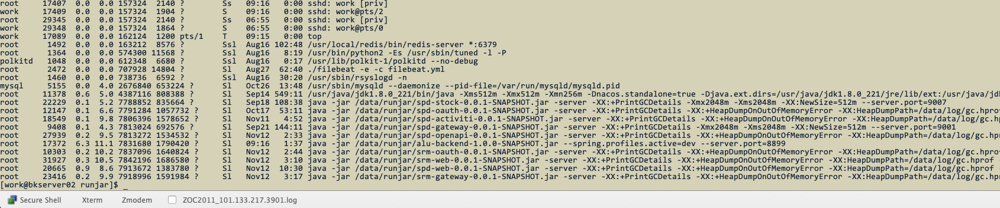 root     17407  0.0  0.0 157324  2140 ?        Ss   09:16   0:00 sshd: work [priv]
work     17409  0.0  0.0 157324  1904 ?        S    09:16   0:00 sshd: work@pts/2
root     29345  0.0  0.0 157324  2140 ?        Ss   06:55   0:00 sshd: work [priv]
work     29348  0.0  0.0 157324  1864 ?        S    06:55   0:00 sshd: work@pts/0
work     17089  0.0  0.0 162124  1200 pts/1    T    09:15   0:00 top
root      1492  0.0  0.0 163212  8576 ?        Ssl  Aug16 102:48 /usr/local/redis/bin/redis-server *:6379
root      1364  0.0  0.0 574300 11568 ?        Ssl  Aug16   8:19 /usr/bin/python2 -Es /usr/sbin/tuned -l -P
polkitd   1048  0.0  0.0 612348  6680 ?        Ssl  Aug16   0:17 /usr/lib/polkit-1/polkitd --no-debug
root      2472  0.0  0.0 707928 14804 ?        Sl   Aug27  62:40 ./filebeat -e -c filebeat.yml
root      1460  0.0  0.0 738736  6592 ?        Ssl  Aug16  30:20 /usr/sbin/rsyslogd -n
mysql     5155  0.0  4.0 2676840 653224 ?      Sl   Oct26  13:48 /usr/sbin/mysqld --daemonize --pid-file=/var/run/mysqld/mysqld.pid
root     11378  0.6  5.0 4387116 808388 ?      Sl   Sep14 549:11 /usr/java/jdk1.8.0_221/bin/java -Xms512m -Xmx512m -Xmn256m -Dnacos.standalone=true -Djava.ext.dirs=/usr/java/jdk1.8.0_221/jre/lib/ext:/usr/java/jd
root     22229  0.1  5.2 7788852 835664 ?      Sl   Sep18 108:38 java -jar /data/runjar/spd-stock-0.0.1-SNAPSHOT.jar -server -XX:+PrintGCDetails -Xmx2048m -Xms2048m -XX:NewSize=512m --server.port=9007
root     12147  0.1  6.6 7791284 1057732 ?     Sl   Oct17  53:11 java -jar /data/runjar/spd-oauth-0.0.1-SNAPSHOT.jar -server -XX:+PrintGCDetails -XX:+HeapDumpOnOutOfMemoryError -XX:HeapDumpPath=/data/log/gc.hpro
root     18549  0.1  9.8 7806396 1578652 ?     Sl   Nov11   4:52 java -jar /data/runjar/spd-activiti-0.0.1-SNAPSHOT.jar -server -XX:+PrintGCDetails -XX:+HeapDumpOnOutOfMemoryError -XX:HeapDumpPath=/data/log/gc.h
root      9408  0.1  4.3 7813024 692576 ?      Sl   Sep21 144:11 java -jar /data/runjar/spd-gateway-0.0.1-SNAPSHOT.jar -server -XX:+PrintGCDetails -Xmx2048m -Xms2048m -XX:NewSize=512m --server.port=9001
root     27939  0.2  9.5 7813272 1534532 ?     Sl   Nov12   2:33 java -jar /data/runjar/spd-openapi-0.0.1-SNAPSHOT.jar -server -XX:+PrintGCDetails -XX:+HeapDumpOnOutOfMemoryError -XX:HeapDumpPath=/data/log/gc.hp
root     17372  6.3 11.1 7831680 1790420 ?     Sl   09:16   1:37 java -jar /data/runjar/alu-backend-1.0.0-SNAPSHOT.jar --spring.profiles.active=dev --server.port=8899
root     10303  0.2 10.2 7837096 1640824 ?     Sl   Nov12   2:44 java -jar /data/runjar/srm-oauth-0.0.1-SNAPSHOT.jar -server -XX:+PrintGCDetails -XX:+HeapDumpOnOutOfMemoryError -XX:HeapDumpPath=/data/log/gc.hpro
root     31927  0.3 10.5 7842196 1686580 ?     Sl   Nov12   3:10 java -jar /data/runjar/srm-web-0.0.1-SNAPSHOT.jar -server -XX:+PrintGCDetails -XX:+HeapDumpOnOutOfMemoryError -XX:HeapDumpPath=/data/log/gc.hprof
root     20665  0.9  8.6 7913672 1383780 ?     Sl   Nov12  10:30 java -jar /data/runjar/spd-web-0.0.1-SNAPSHOT.jar -server -XX:+PrintGCDetails -XX:+HeapDumpOnOutOfMemoryError -XX:HeapDumpPath=/data/log/gc.hprof -
root     23416  0.2  9.9 7918996 1591984 ?     Sl   Nov12   3:17 java -jar /data/runjar/srm-gateway-0.0.1-SNAPSHOT.jar -server -XX:+PrintGCDetails -XX:+HeapDumpOnOutOfMemoryError -XX:HeapDumpPath=/data/log/gc.hp
[work@bkserver02 runjar]$ _
Secure Shell Xterm Zmodem ZOC2011_101.133.217.3901.log